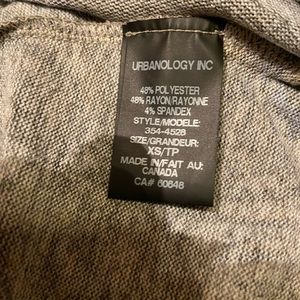 URBANOLOGY INC
48% POLYESTER
48% RAYON/RAYONNE
4% SPANDEX
STYLE/MODELE:
354-4528
SIZE/GRANDEUR:
XS/TP
MADE IN/FAIT AU:
CANADA
CA# 60848